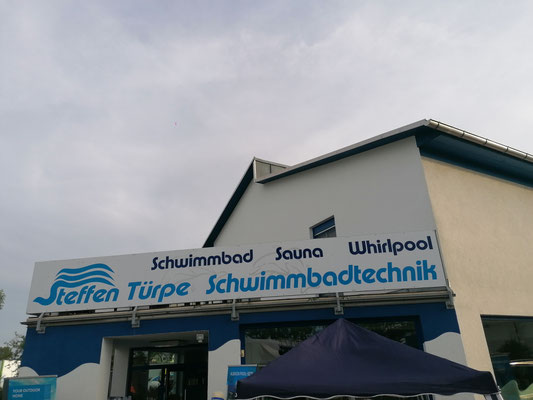 Schwimmbad Sauna Whirlpool
Steffen Türpe Schwimmbadtechnik